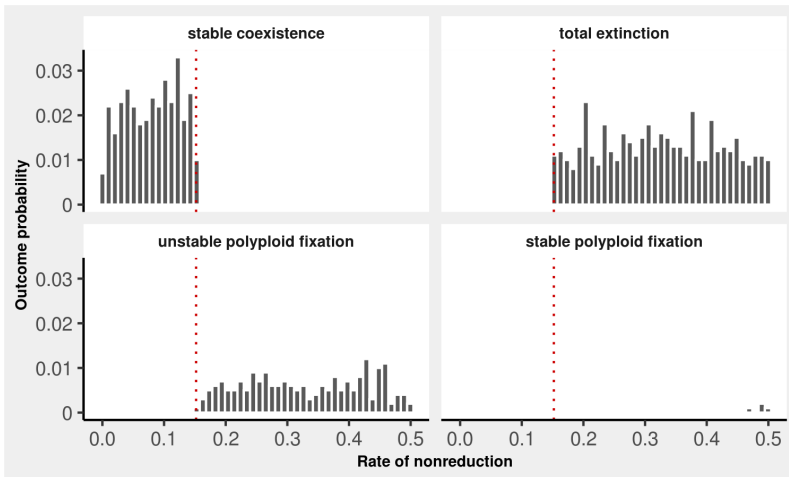 stable coexistence
total extinction
0.03
0.02
0.01
0
unstable polyploid fixation
stable polyploid fixation
0.03
0.02
0.01
0
Outcome probability
0.0 0.1 0.2 0.3 0.4 0.5
0.0 0.1 0.2 0.3 0.4 0.5
Rate of nonreduction